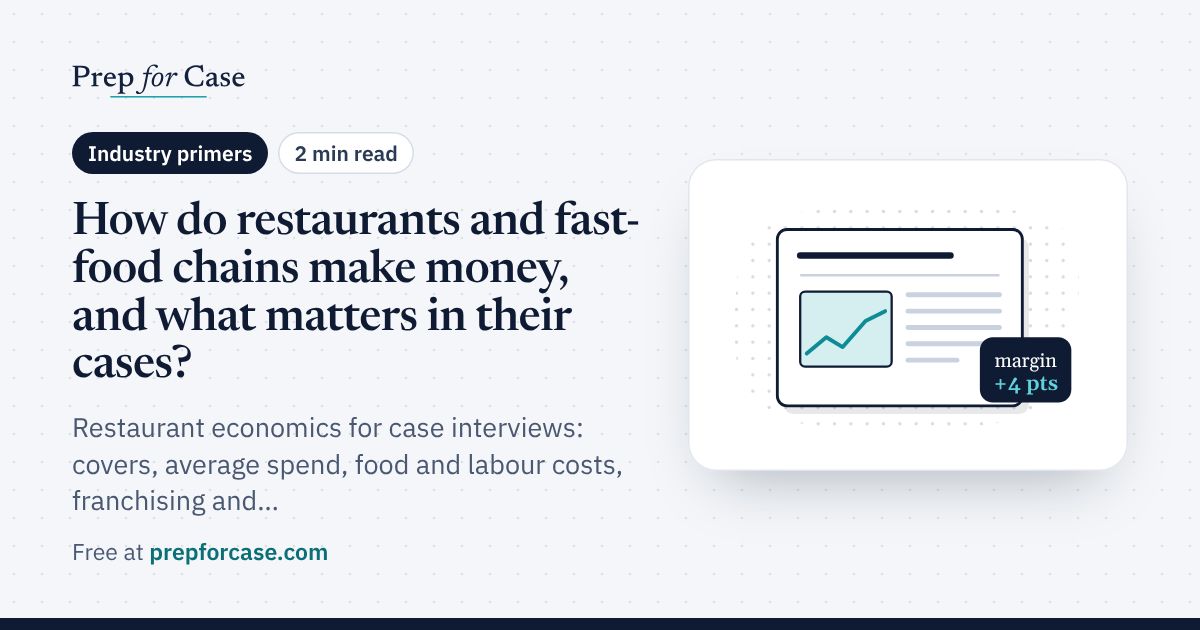 Prep for Case
Industry primers
2 min read
How do restaurants and fast-
food chains make money,
and what matters in their
cases?
Restaurant economics for case interviews:
covers, average spend, food and labour costs,
franchising and...
Free at prepforcase.com
margin
+4 pts